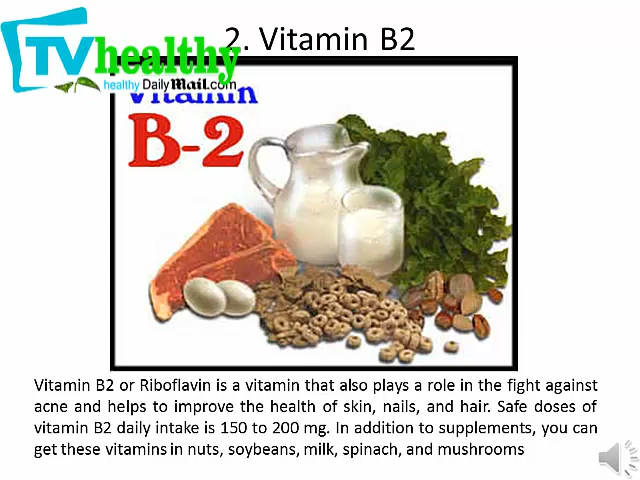 2. Vitamin B2
TVhealthy
healthy Daily Mail.com
Vitamin
B-2
Vitamin B2 or Riboflavin is a vitamin that also plays a role in the fight against
acne and helps to improve the health of skin, nails, and hair. Safe doses of
vitamin B2 daily intake is 150 to 200 mg. In addition to supplements, you can
get these vitamins in nuts, soybeans, milk, spinach, and mushrooms